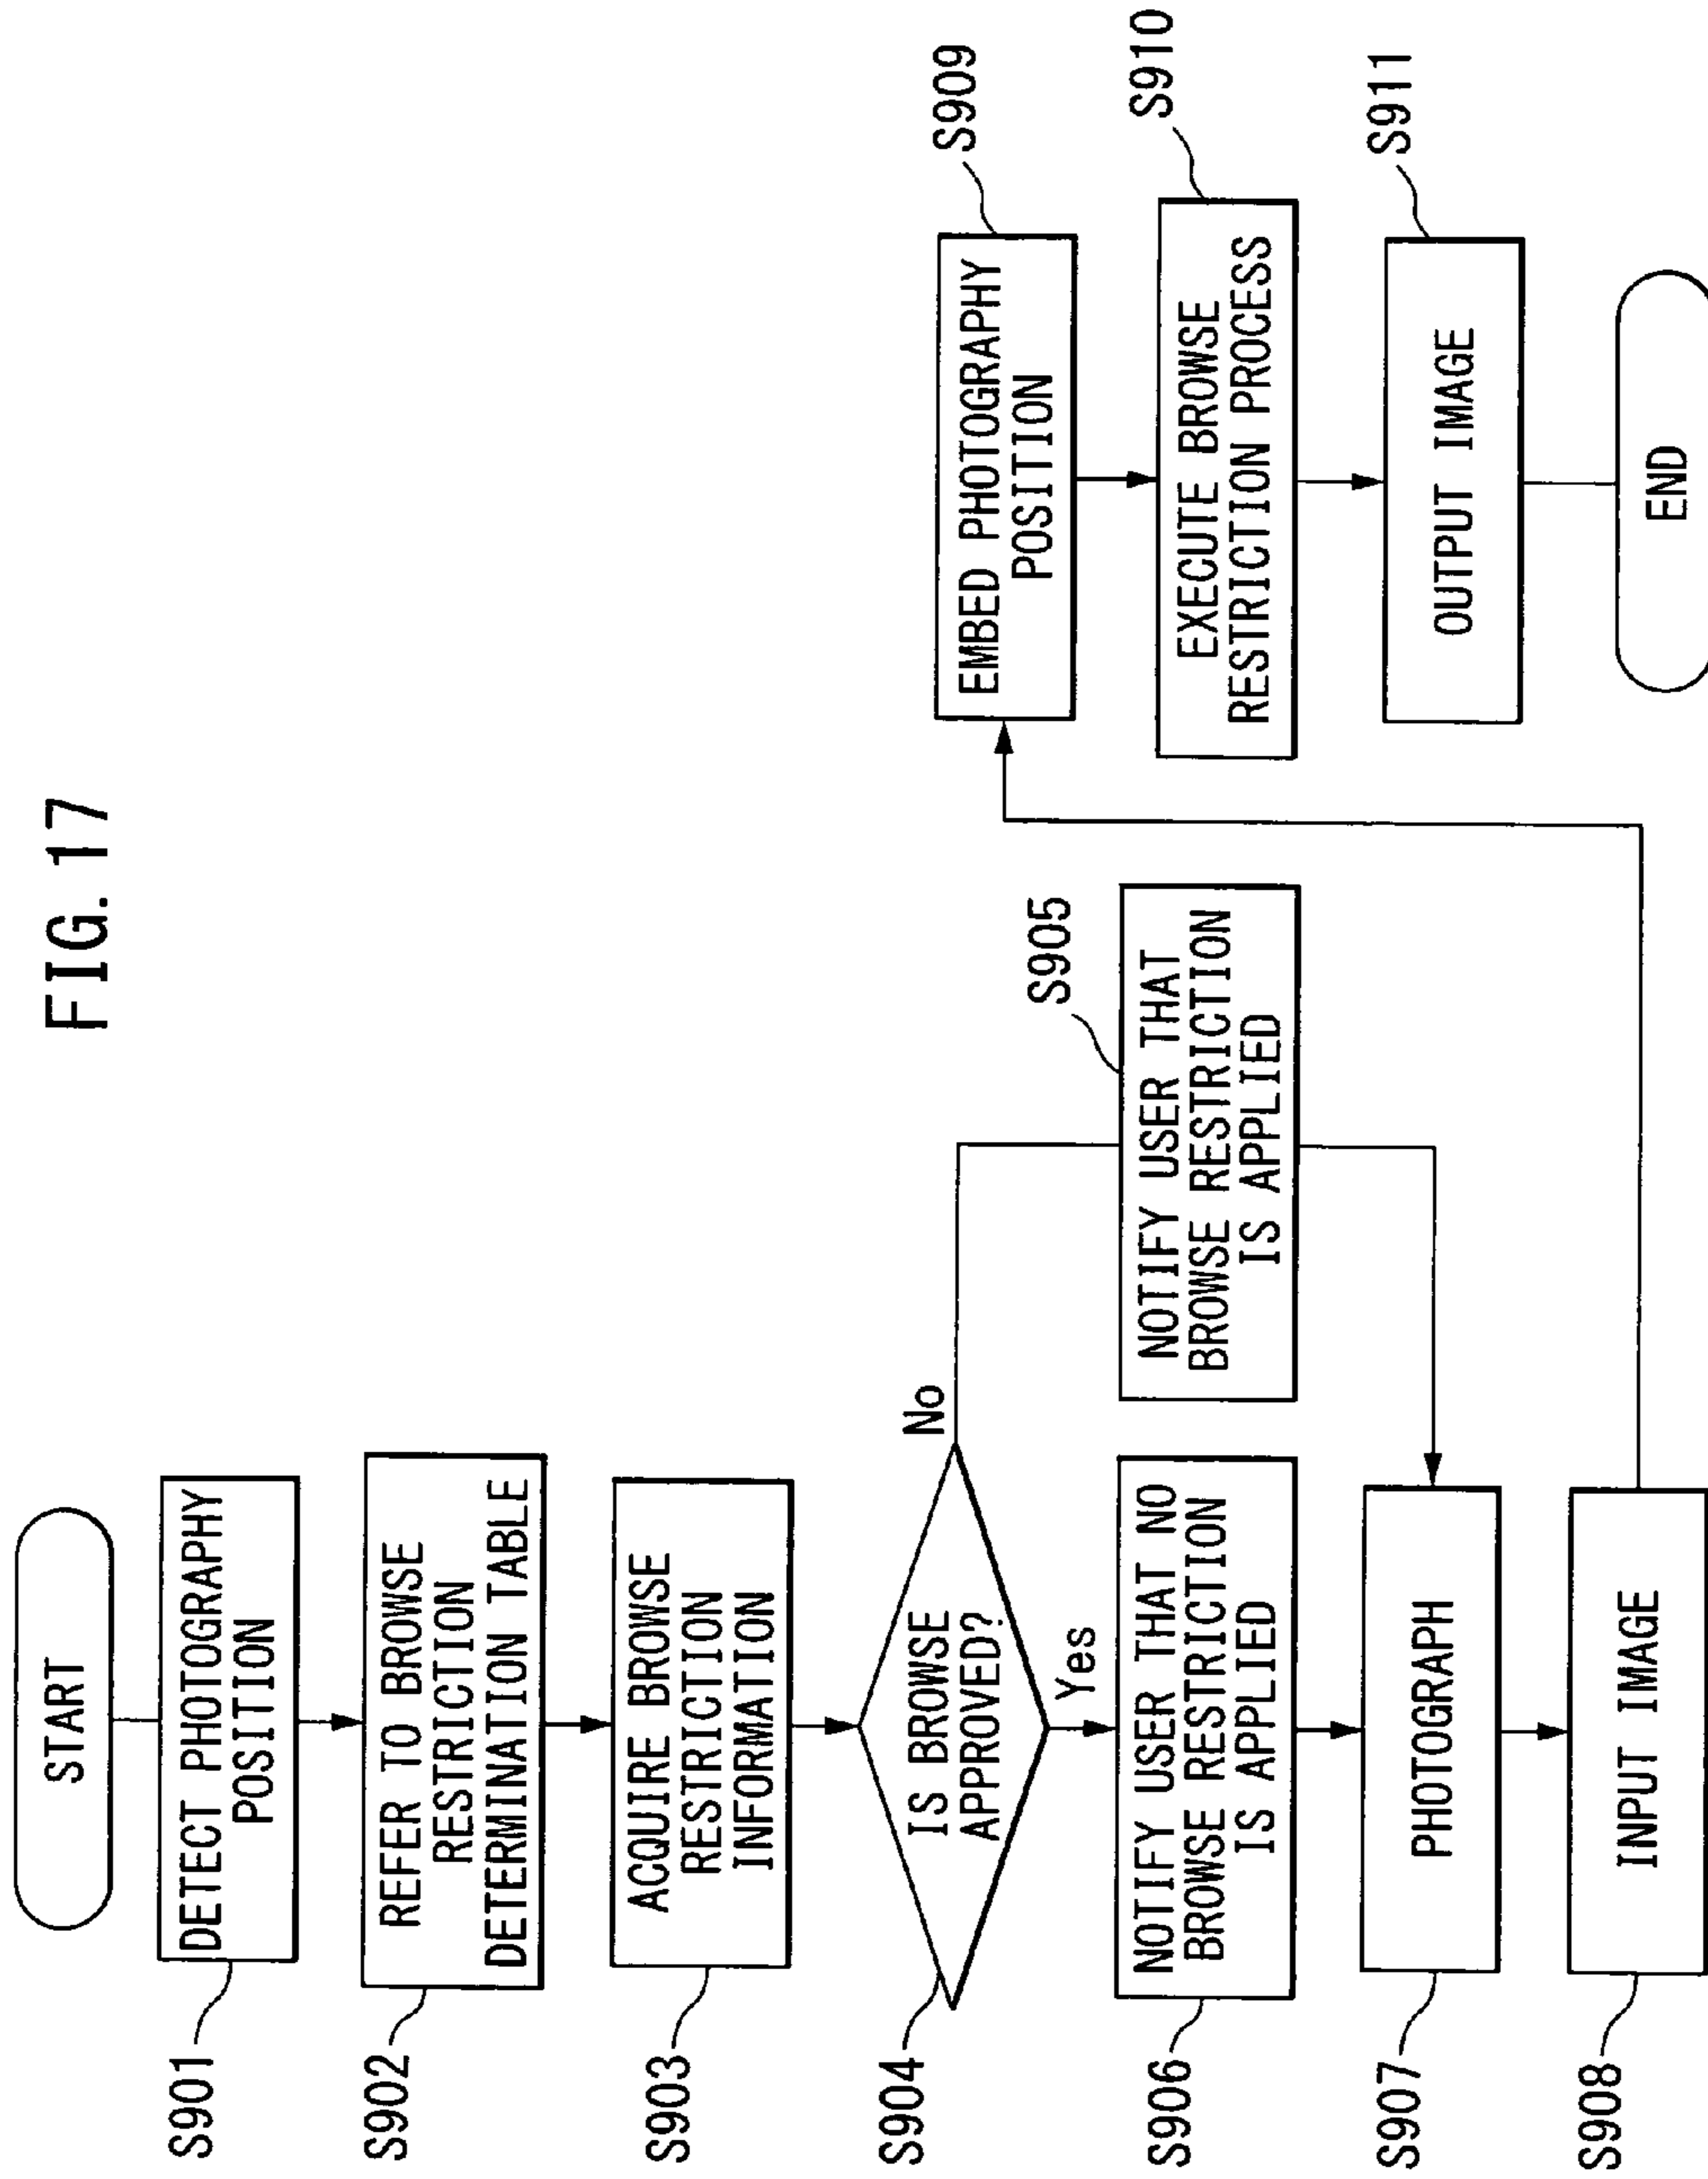 FIG. 17
START
S901
DETECT PHOTOGRAPHY
POSITION
S902
REFER TO BROWSE
RESTRICTION
DETERMINATION TABLE
S903
ACQUIRE BROWSE
RESTRICTION
INFORMATION
S904
IS BROWSE
APPROVED?
No
Yes
S905
NOTIFY USER THAT
BROWSE RESTRICTION
IS APPLIED
S906
NOTIFY USER THAT NO
BROWSE RESTRICTION
IS APPLIED
S907
PHOTOGRAPH
S908
INPUT IMAGE
S909
EMBED PHOTOGRAPHY
POSITION
S910
EXECUTE BROWSE
RESTRICTION PROCESS
S911
OUTPUT IMAGE
END